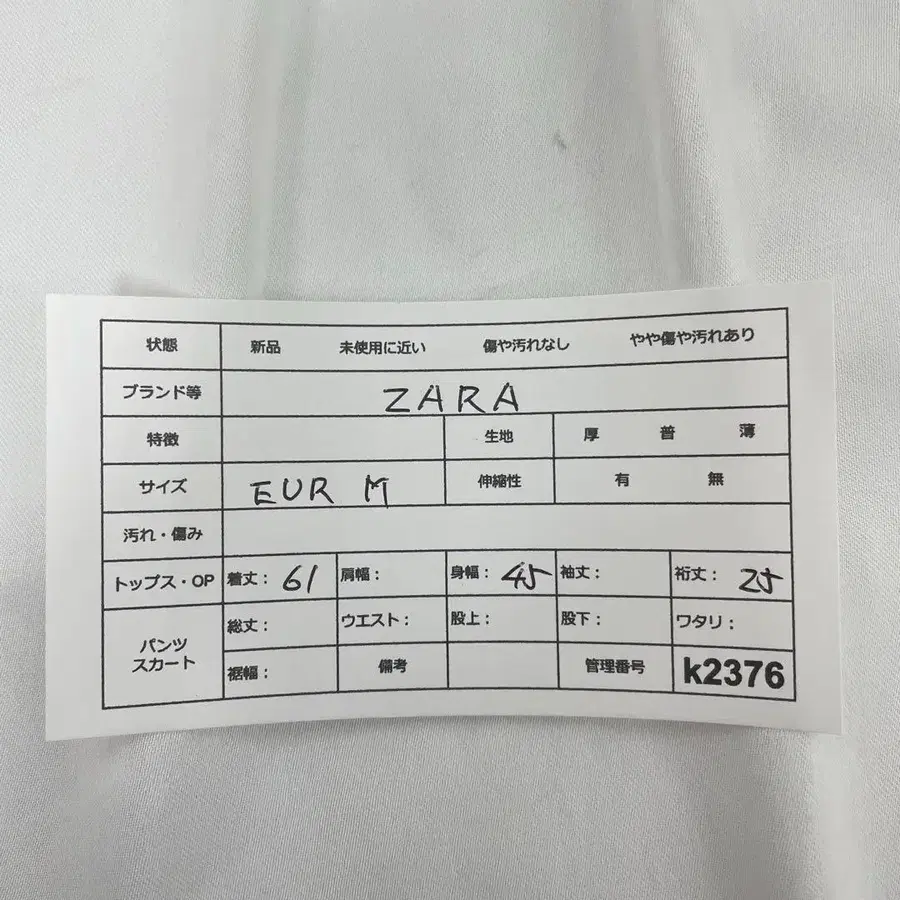 状態 新品 未使用に近い 傷や汚れなし やや傷や汚れあり
ブランド等 ZARA
特徴 生地 厚 普 薄
サイズ EUR M 伸縮性 有 無
汚れ・傷み
トップス・OP 着丈： 61 肩幅： 身幅： 45 袖丈： 裄丈： 25
パンツ スカート 総丈： ウエスト： 股上： 股下： ワタリ：
裾幅： 備考 管理番号 k2376